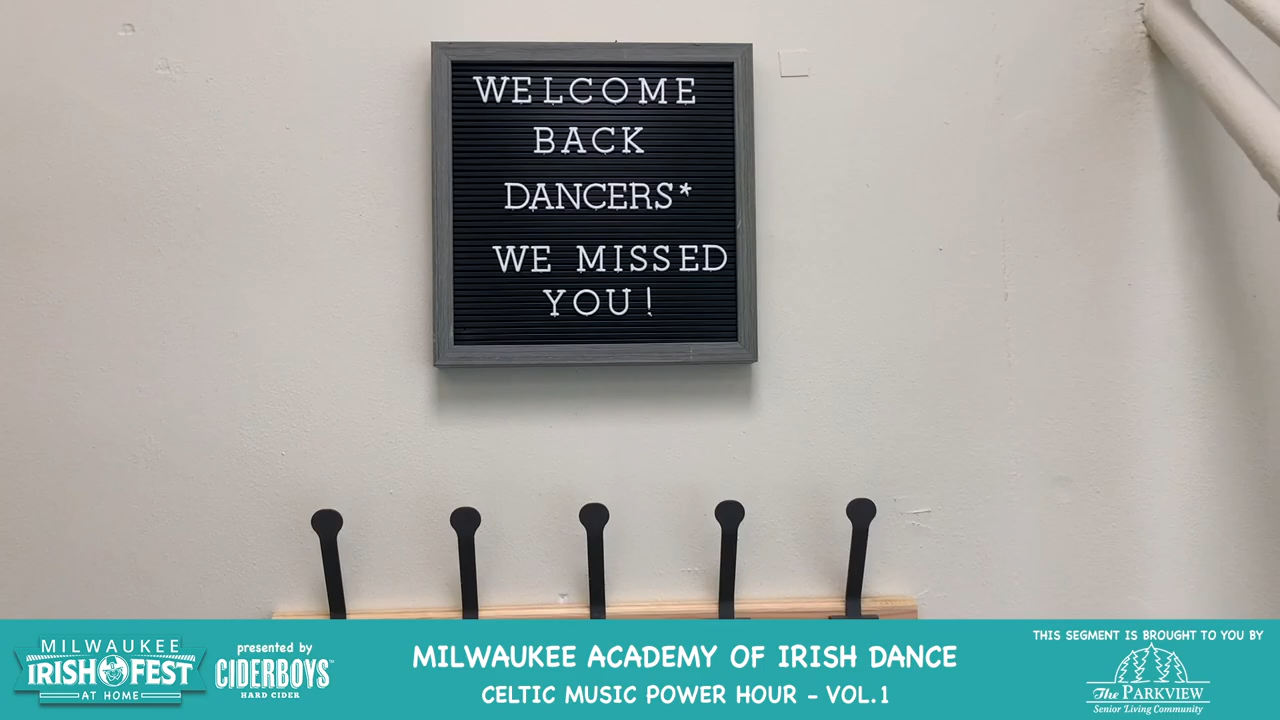 WELCOME
BACK
DANCERS*
WE MISSED
YOU!
MILWAUKEE
IRISH FEST
AT HOME
presented by
CIDERBOYS
HARD CIDER
MILWAUKEE ACADEMY OF IRISH DANCE
CELTIC MUSIC POWER HOUR - VOL.1
THIS SEGMENT IS BROUGHT TO YOU BY
The PARKVIEW
Senior Living Community